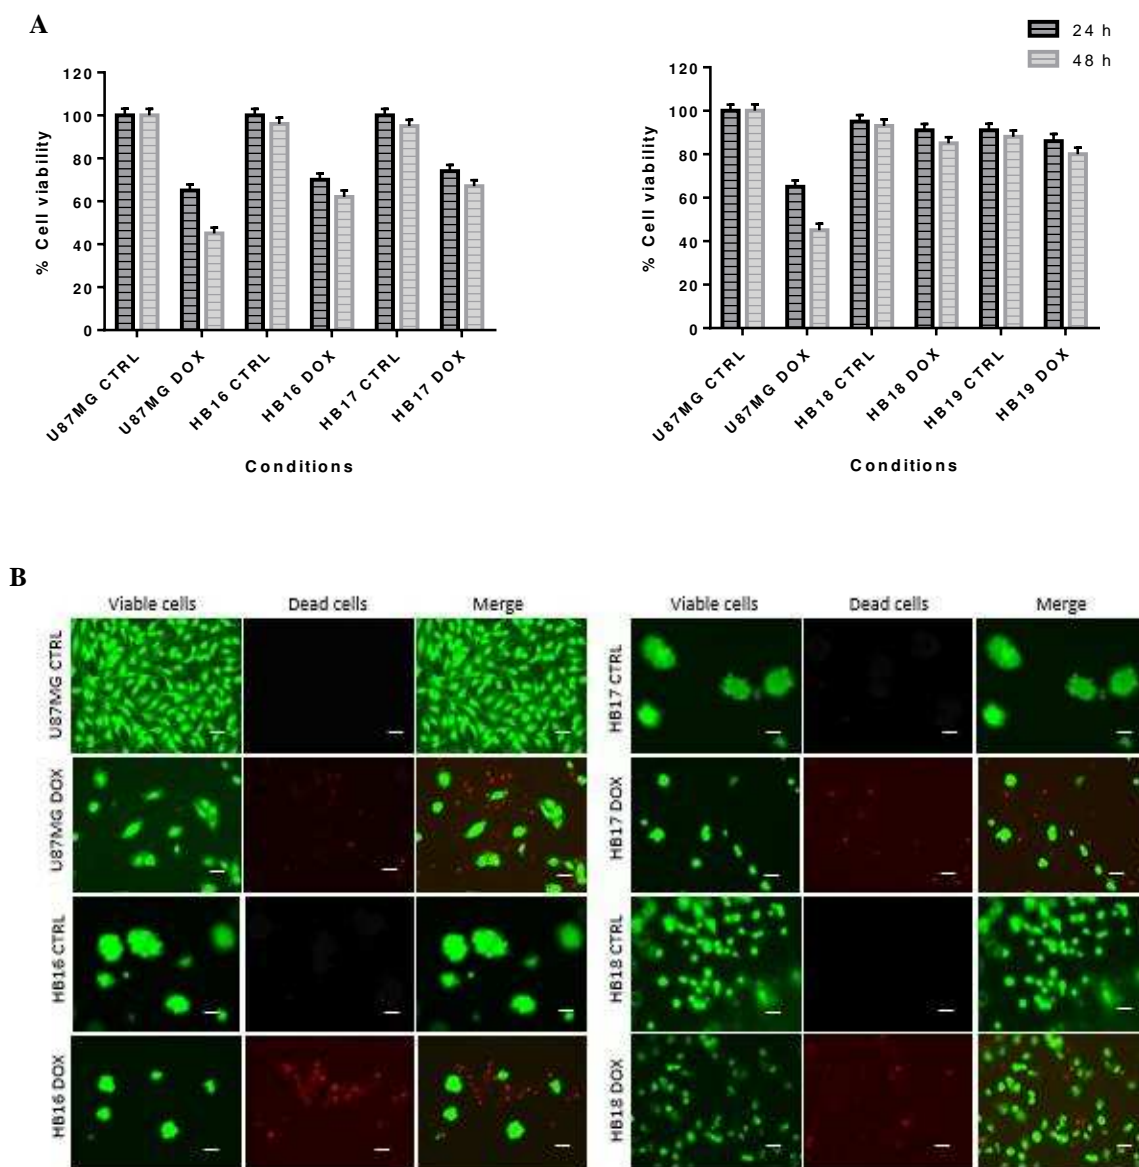 A
24 h
48 h
% Cell viability
120
100
80
60
40
20
0
U87MG CTRL
U87MG DOX
HB16 CTRL
HB16 DOX
HB17 CTRL
HB17 DOX
Conditions
% Cell viability
120
100
80
60
40
20
0
U87MG CTRL
U87MG DOX
HB18 CTRL
HB18 DOX
HB19 CTRL
HB19 DOX
Conditions
B
Viable cells Dead cells Merge
U87MG CTRL
U87MG DOX
HB16 CTRL
HB16 DOX
Viable cells Dead cells Merge
HB17 CTRL
HB17 DOX
HB18 CTRL
HB18 DOX